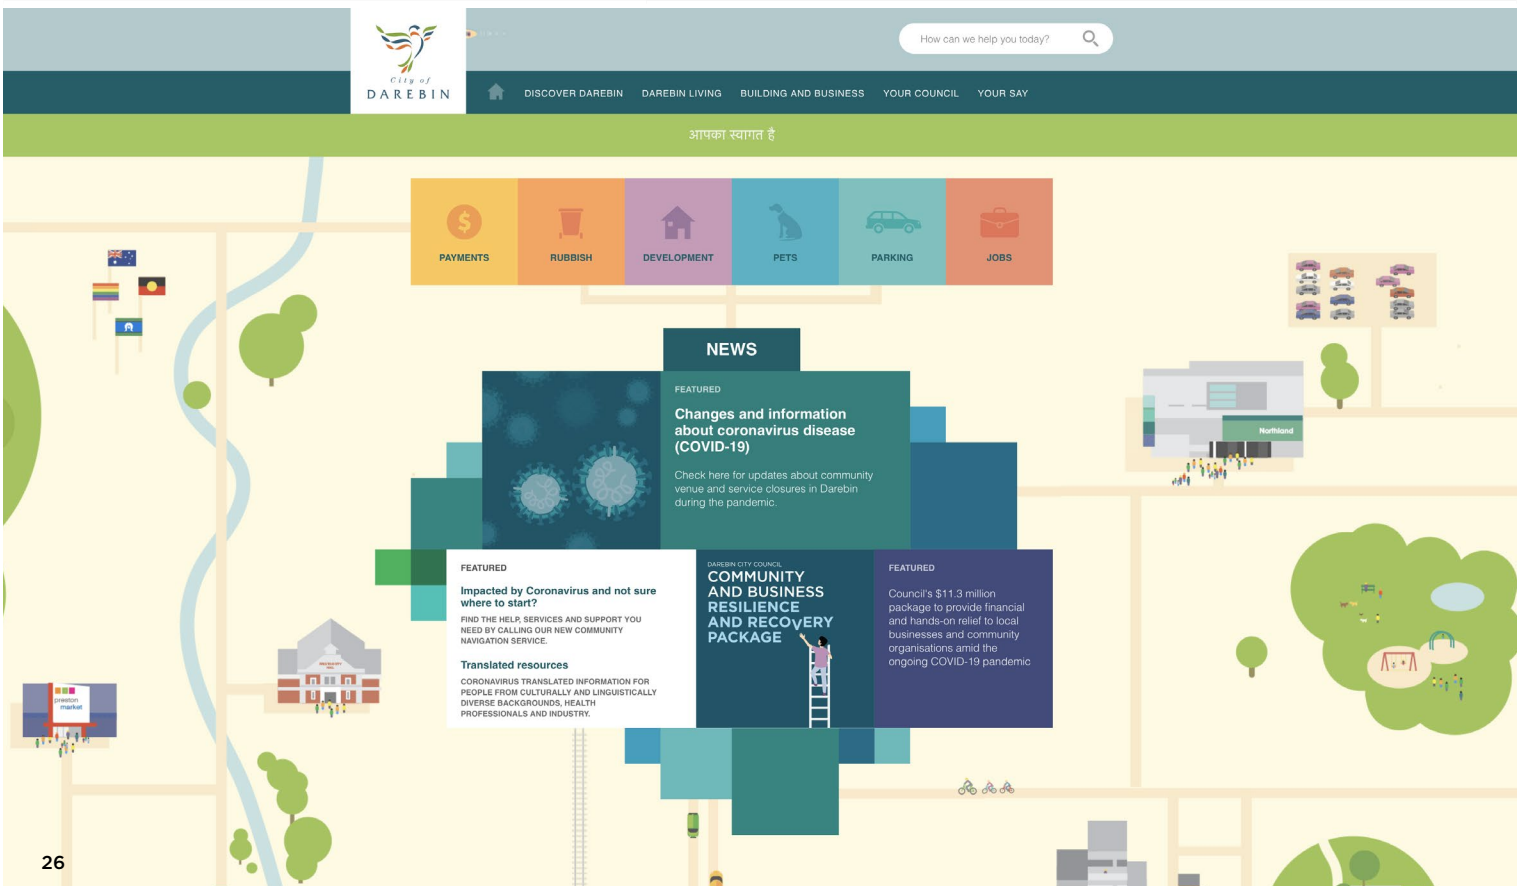 City of
DAREBIN
How can we help you today?
DISCOVER DAREBIN
DAREBIN LIVING
BUILDING AND BUSINESS
YOUR COUNCIL
YOUR SAY
आपका स्वागत है
PAYMENTS
RUBBISH
DEVELOPMENT
PETS
PARKING
JOBS
NEWS
FEATURED
Changes and information
about coronavirus disease
(COVID-19)
Check here for updates about community
venue and service closures in Darebin
during the pandemic.
FEATURED
Impacted by Coronavirus and not sure
where to start?
FIND THE HELP, SERVICES AND SUPPORT YOU
NEED BY CALLING OUR NEW COMMUNITY
NAVIGATION SERVICE.
Translated resources
CORONAVIRUS TRANSLATED INFORMATION FOR
PEOPLE FROM CULTURALLY AND LINGUISTICALLY
DIVERSE BACKGROUNDS, HEALTH
PROFESSIONALS AND INDUSTRY.
DAREBIN CITY COUNCIL
COMMUNITY
AND BUSINESS
RESILIENCE
AND RECOVERY
PACKAGE
FEATURED
Council's $11.3 million
package to provide financial
and hands-on relief to local
businesses and community
organisations amid the
ongoing COVID-19 pandemic
Northland
preston
market
26